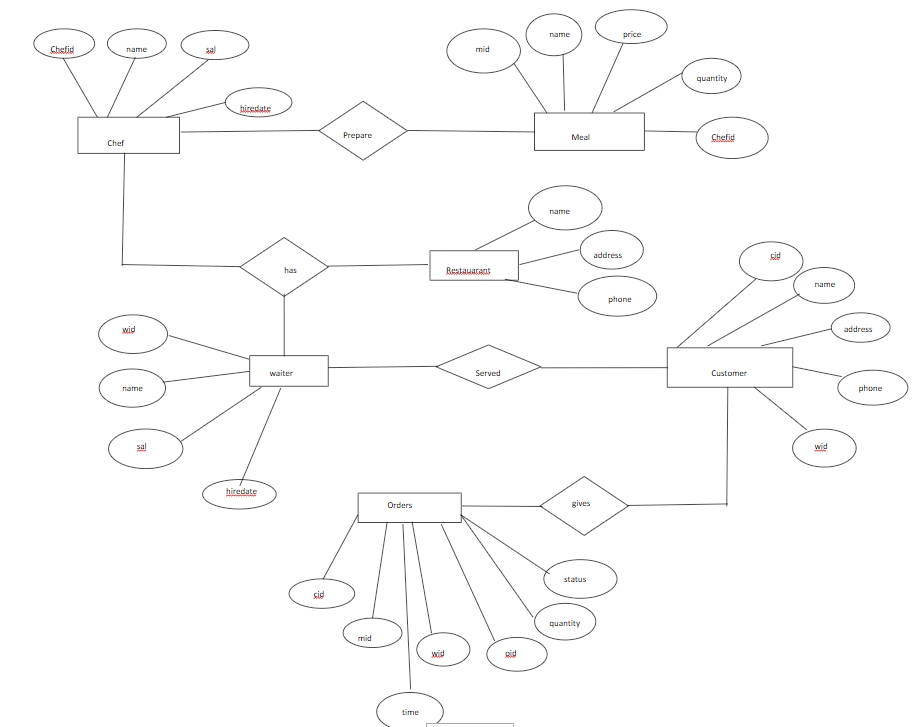 Chefid
name
sal
hiredate
Chef
Prepare
mid
name
price
quantity
Chefid
Meal
has
Restauarant
name
address
phone
wid
name
sal
hiredate
waiter
Served
Customer
cid
name
address
phone
wid
Orders
gives
cid
mid
time
wid
pid
quantity
status